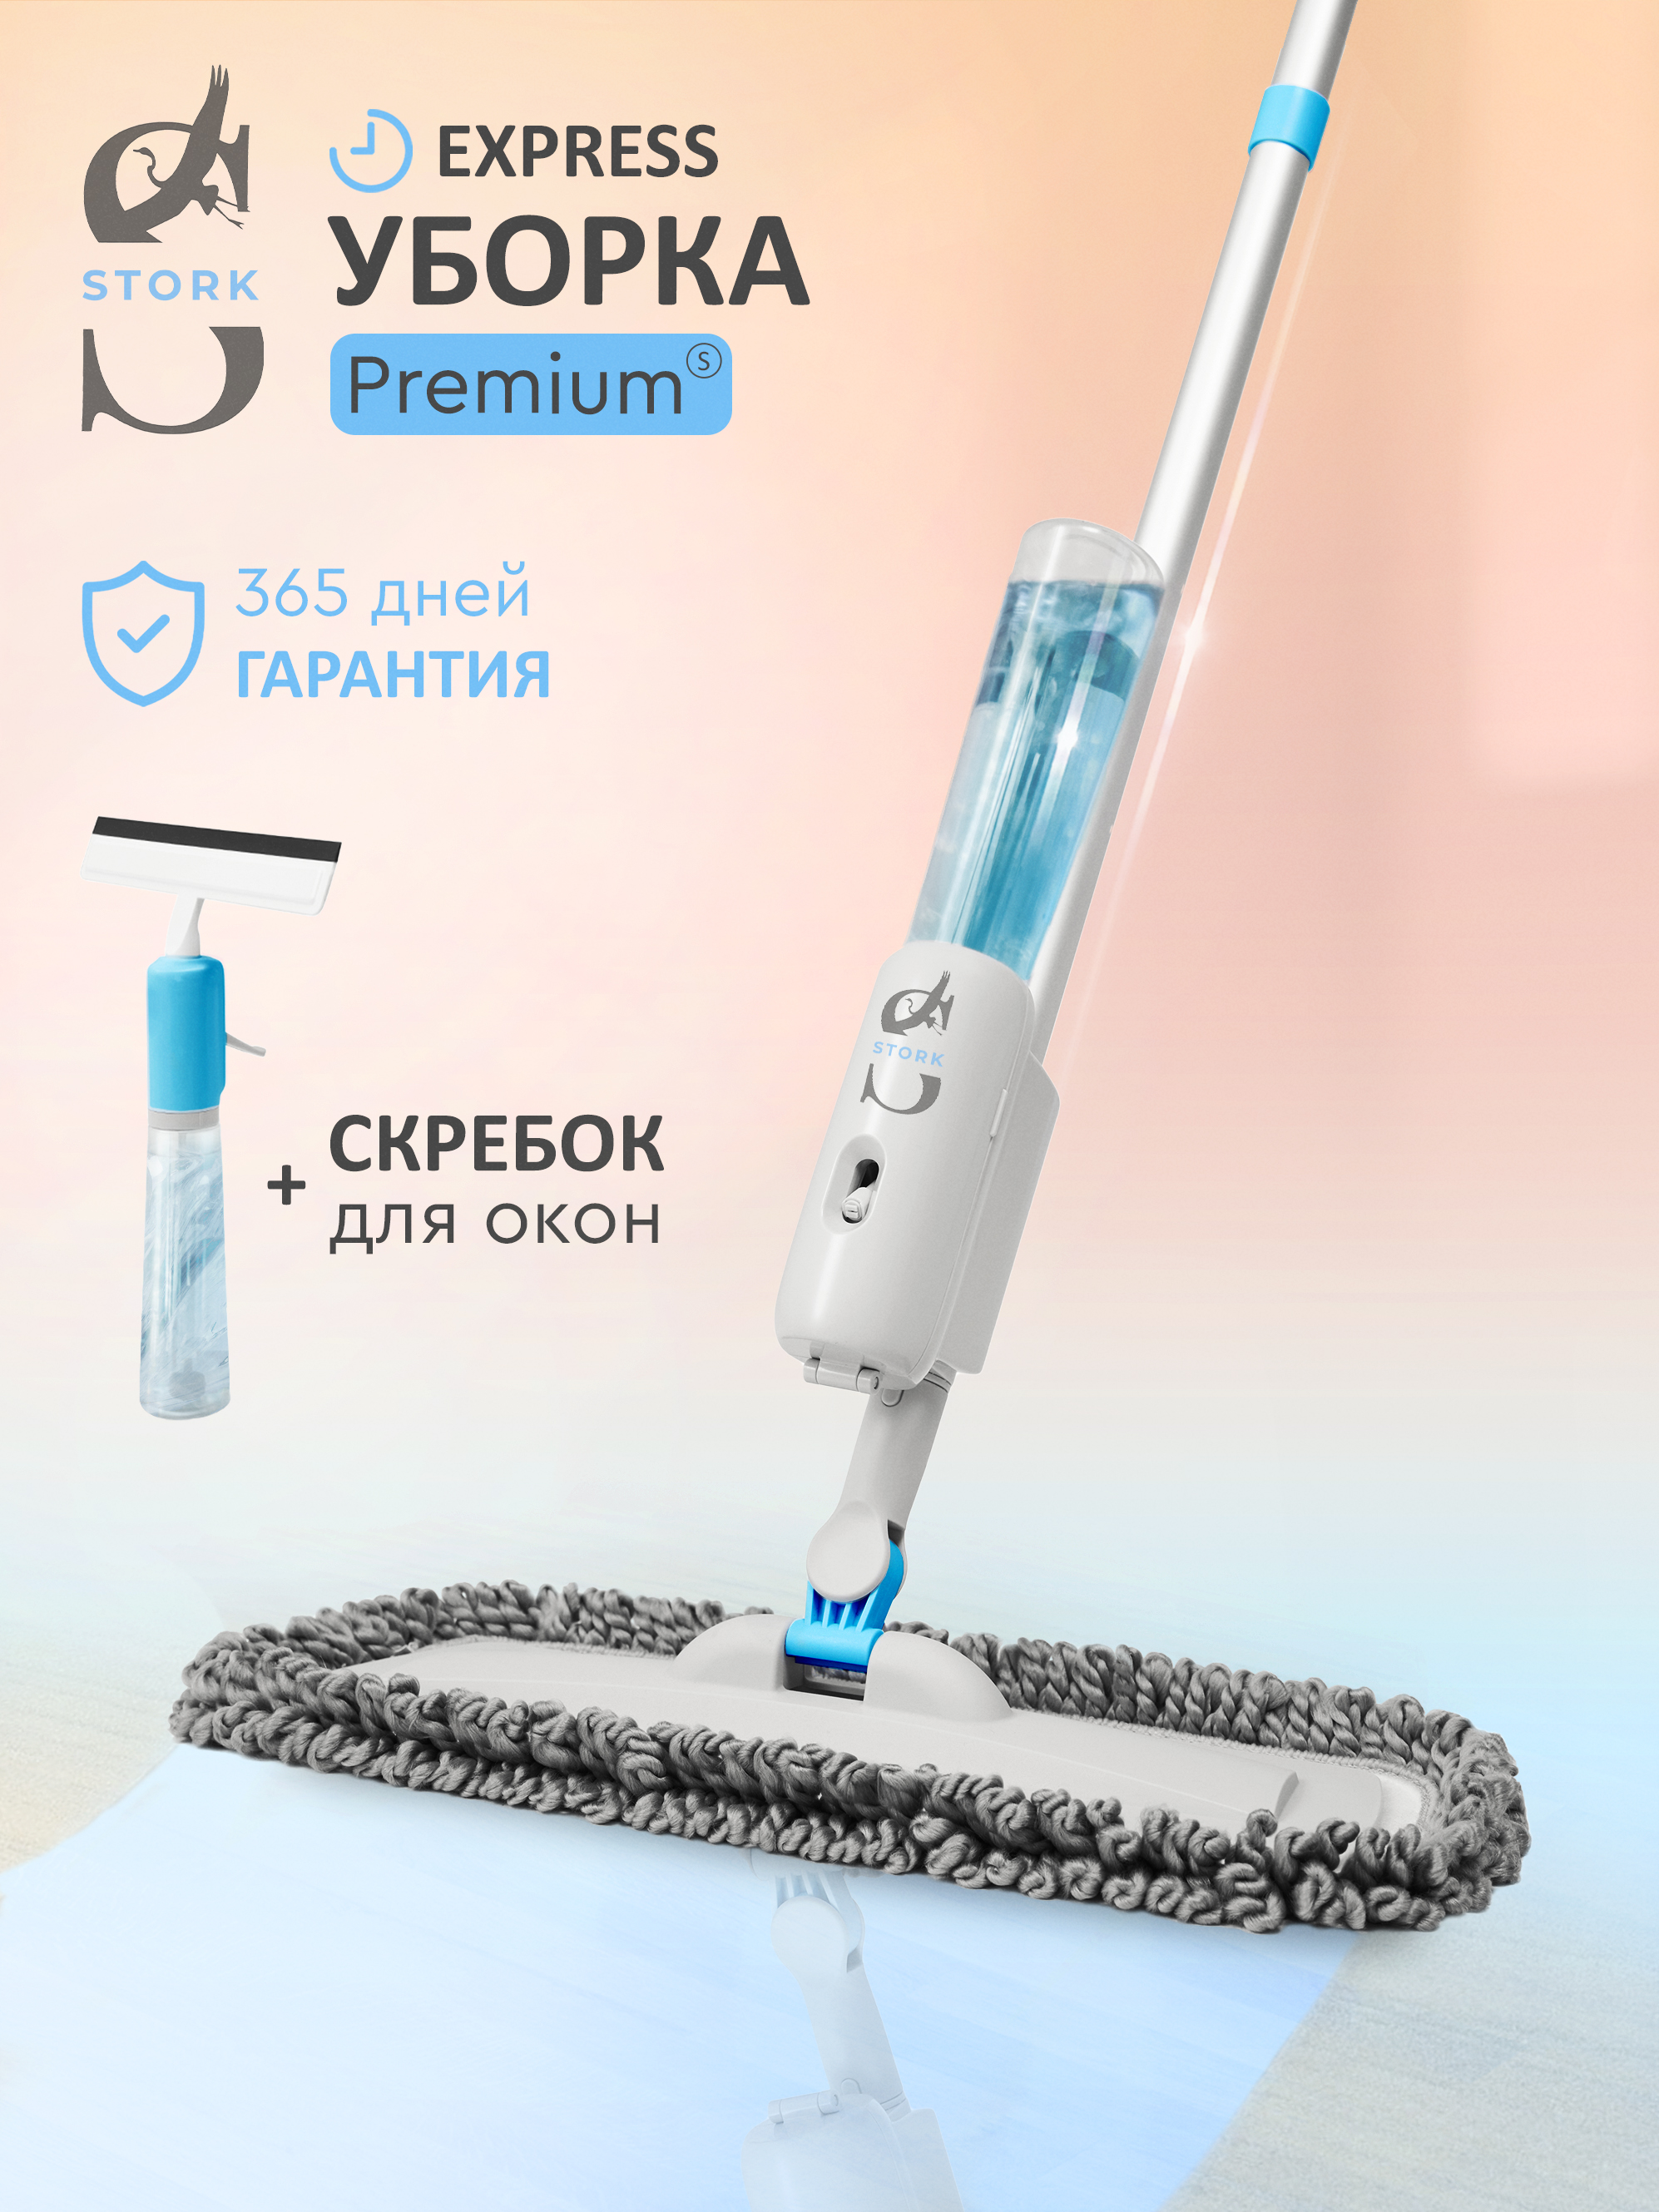 STORK
EXPRESS
УБОРКА
Premium Ⓢ
365 дней
ГАРАНТИЯ
+ СКРЕБОК
для окон
STORK